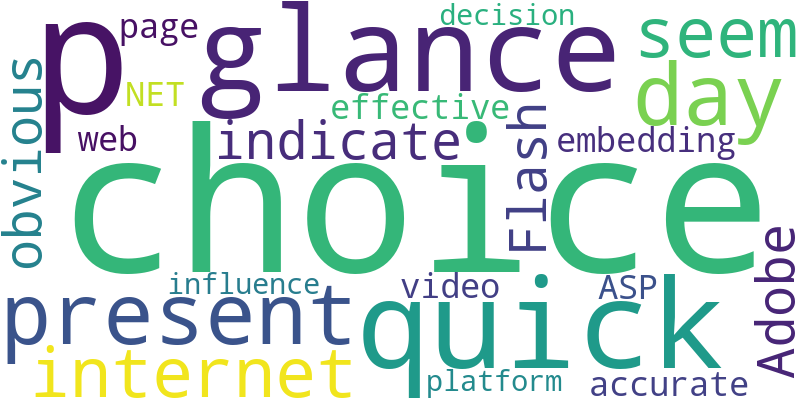 p
page
glance
decision
seem
NET
day
obvious
web
effective
indicate
Flash
embedding
choice
influence
video
ASP
Adobe
present
quick
internet
platform
accurate